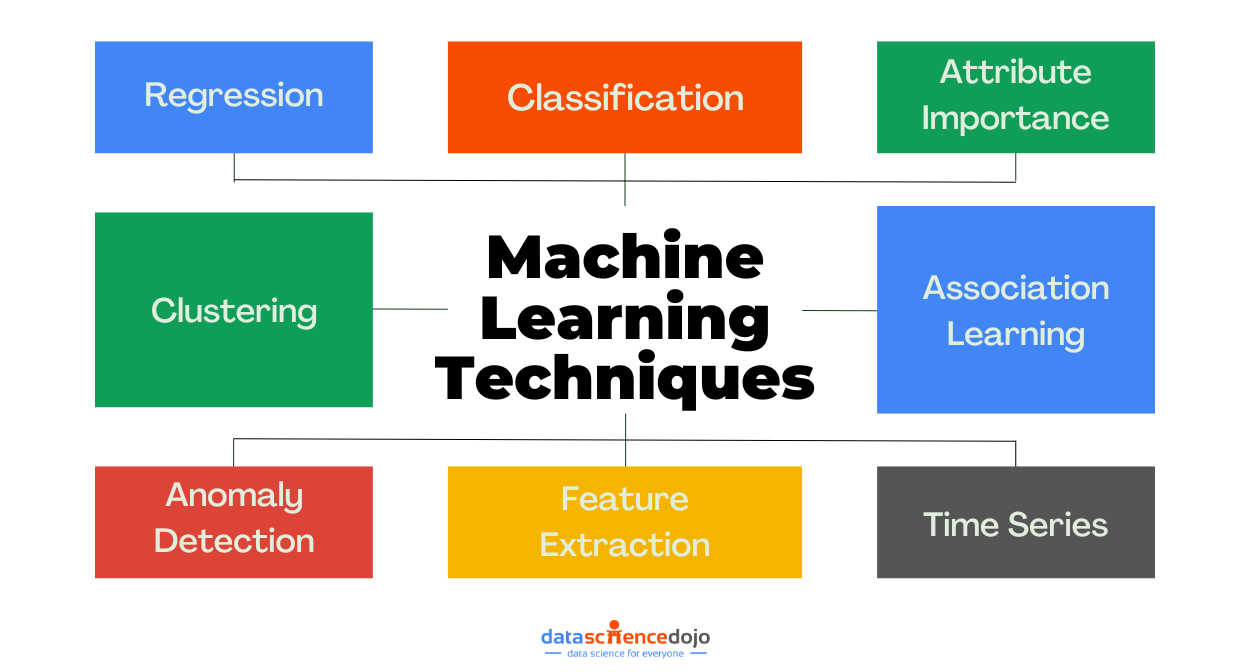 Regression
Classification
Attribute
Importance
Clustering
Machine
Learning
Techniques
Association
Learning
Anomaly
Detection
Feature
Extraction
Time Series
datasciencedojo
data science for everyone